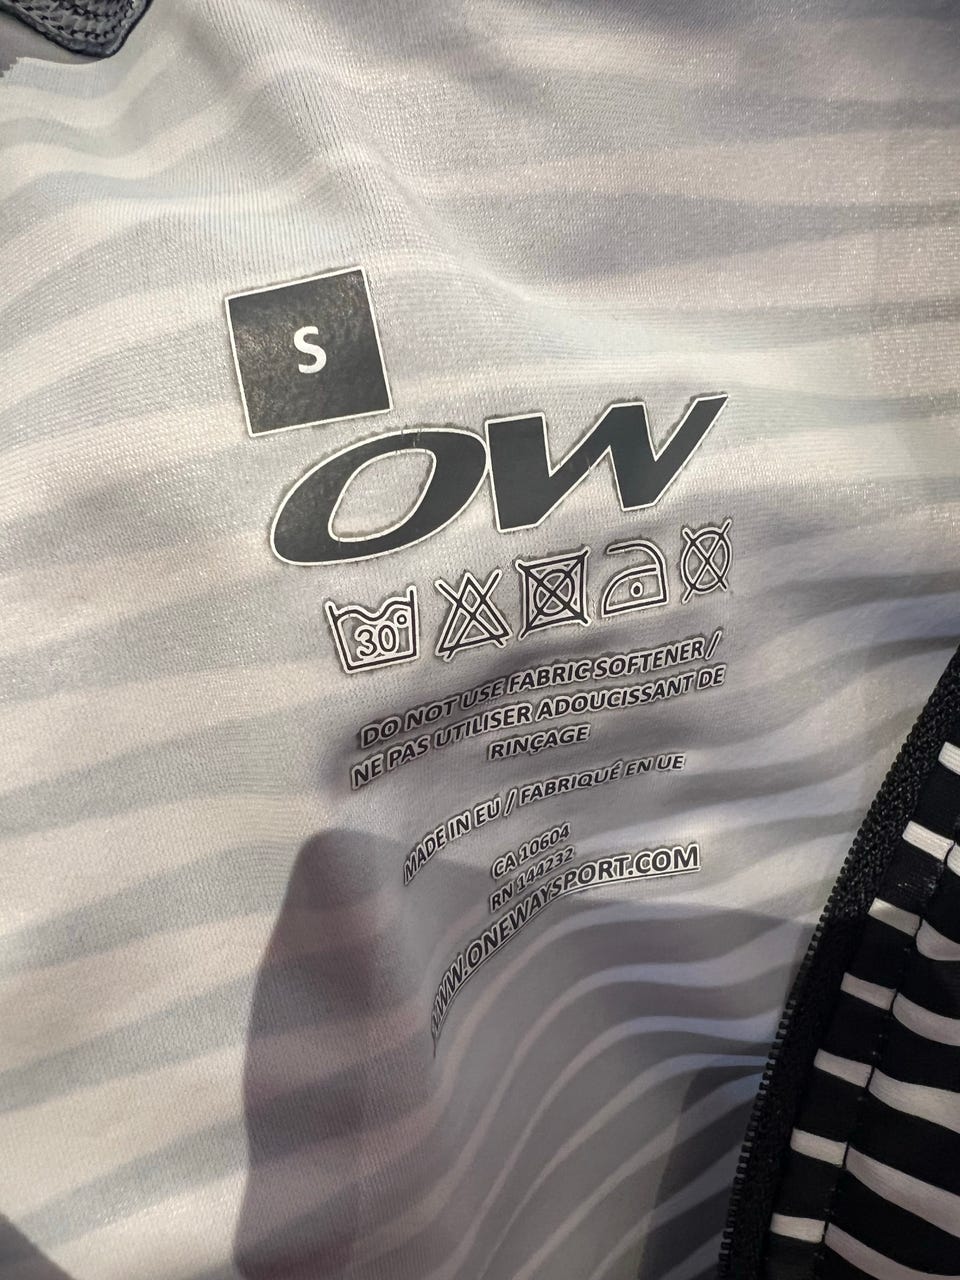 S
OW
30°
DO NOT USE FABRIC SOFTENER /
NE PAS UTILISER ADOUCISSANT DE
RINÇAGE
MADE IN EU / FABRIQUÉ EN UE
CA 10604
RN 144232
WWW.ONEWAYSPORT.COM